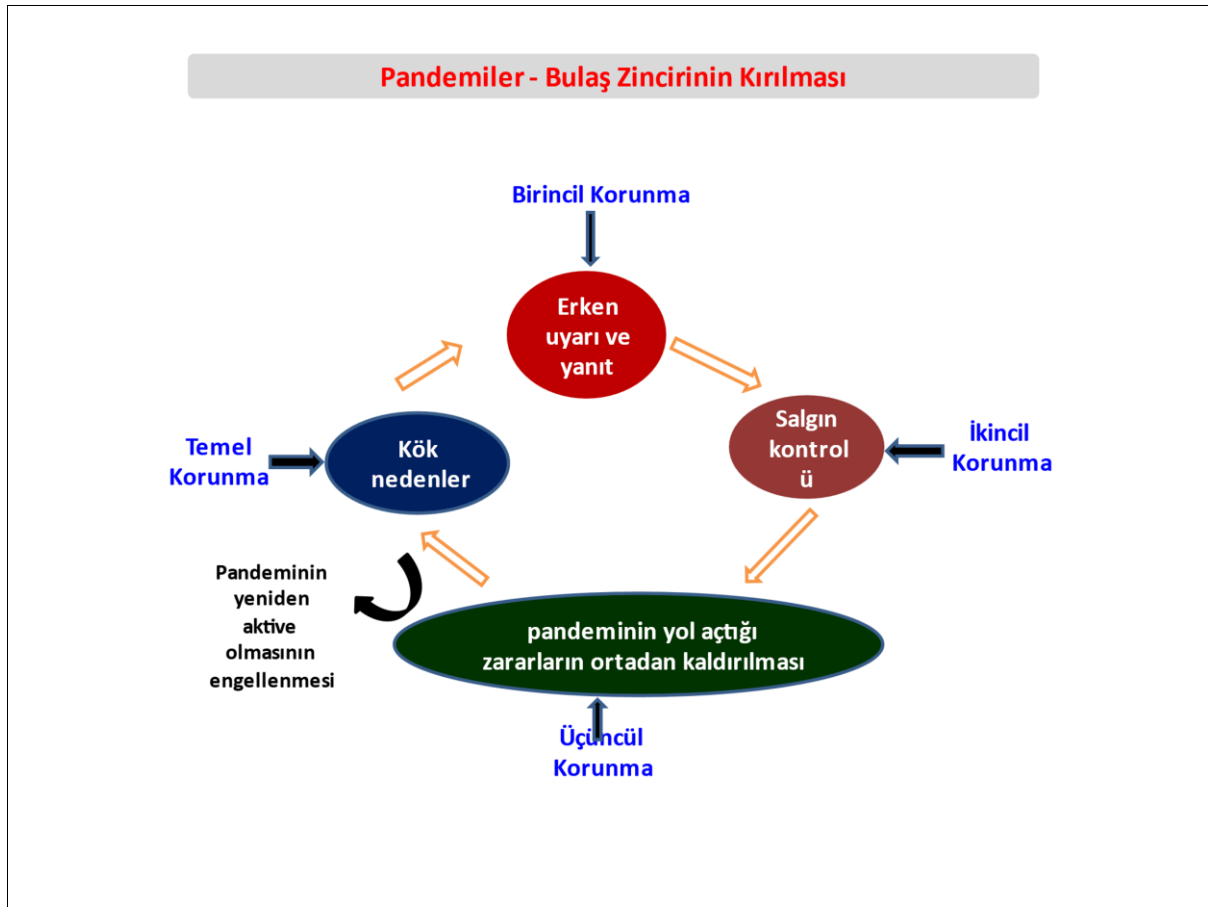 Pandemiler - Bulaş Zincirinin Kırılması
Birincil Korunma
Erken
uyarı ve
yanıt
Salgın
kontrol
ü
İkincil
Korunma
Temel
Korunma
Kök
nedenler
Pandeminin
yeniden
aktive
olmasının
engellenmesi
pandeminin yol açtığı
zararların ortadan kaldırılması
Üçüncül
Korunma